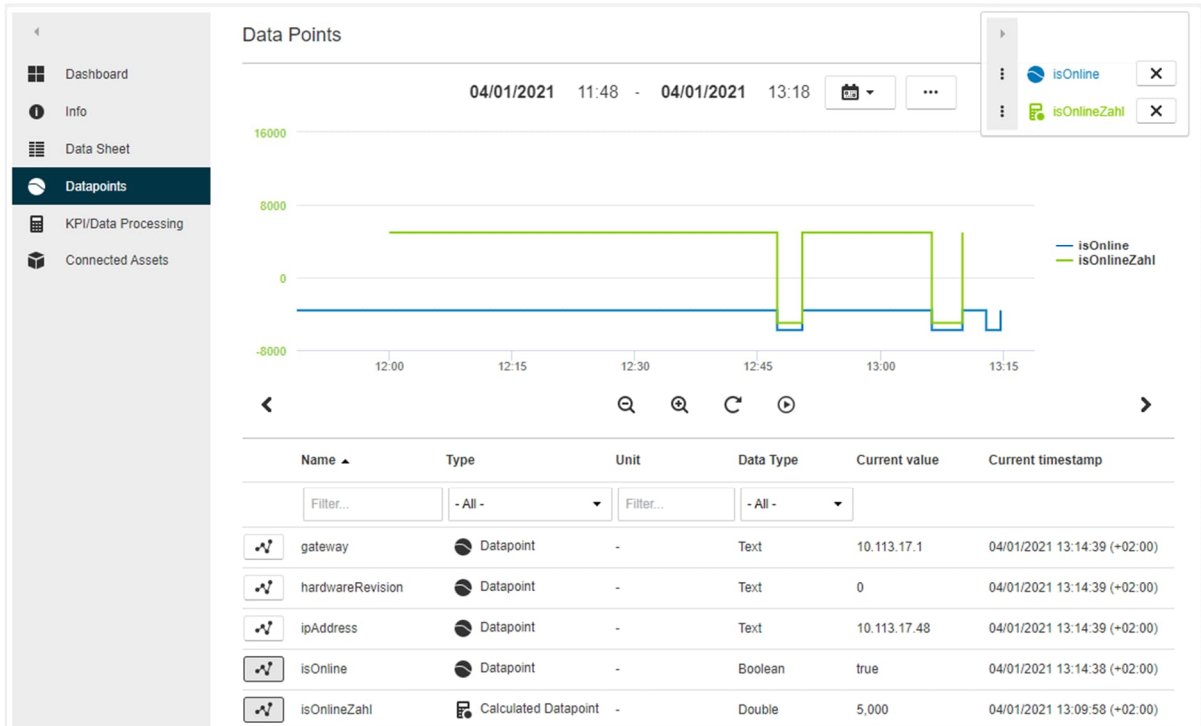 Data Points
Dashboard
Info
Data Sheet
Datapoints
KPI/Data Processing
Connected Assets
isOnline
isOnlineZahl
04/01/2021 11:48 - 04/01/2021 13:18
16000
8000
0
-8000
12:00 12:15 12:30 12:45 13:00 13:15
isOnline
isOnlineZahl
Name Type Unit Data Type Current value Current timestamp
Filter... - All - Filter... - All -
gateway Datapoint - Text 10.113.17.1 04/01/2021 13:14:39 (+02:00)
hardwareRevision Datapoint - Text 0 04/01/2021 13:14:39 (+02:00)
ipAddress Datapoint - Text 10.113.17.48 04/01/2021 13:14:39 (+02:00)
isOnline Datapoint - Boolean true 04/01/2021 13:14:38 (+02:00)
isOnlineZahl Calculated Datapoint - Double 5,000 04/01/2021 13:09:58 (+02:00)